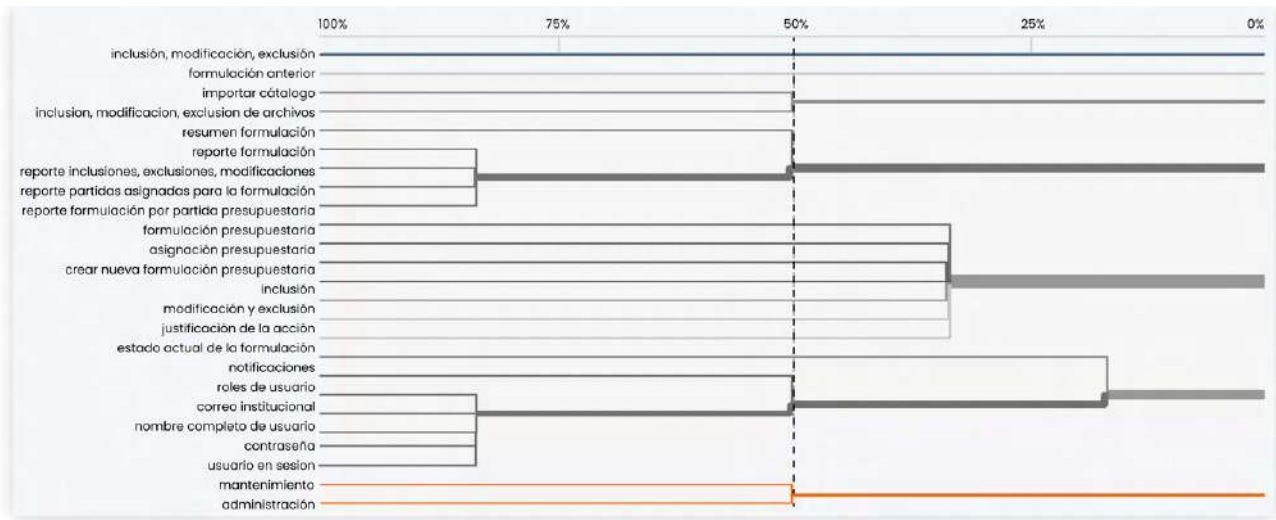 100% 75% 50% 25% 0%
inclusión, modificación, exclusión
formulación anterior
importar cátalogo
inclusion, modificacion, exclusion de archivos
resumen formulación
reporte formulación
reporte inclusiones, exclusiones, modificaciones
reporte partidas asignadas para la formulación
reporte formulación por partida presupuestaria
formulación presupuestaria
asignación presupuestaria
crear nueva formulación presupuestaria
inclusión
modificación y exclusión
justificación de la acción
estado actual de la formulación
notificaciones
roles de usuario
correo institucional
nombre completo de usuario
contraseña
usuario en sesion
mantenimiento
administración